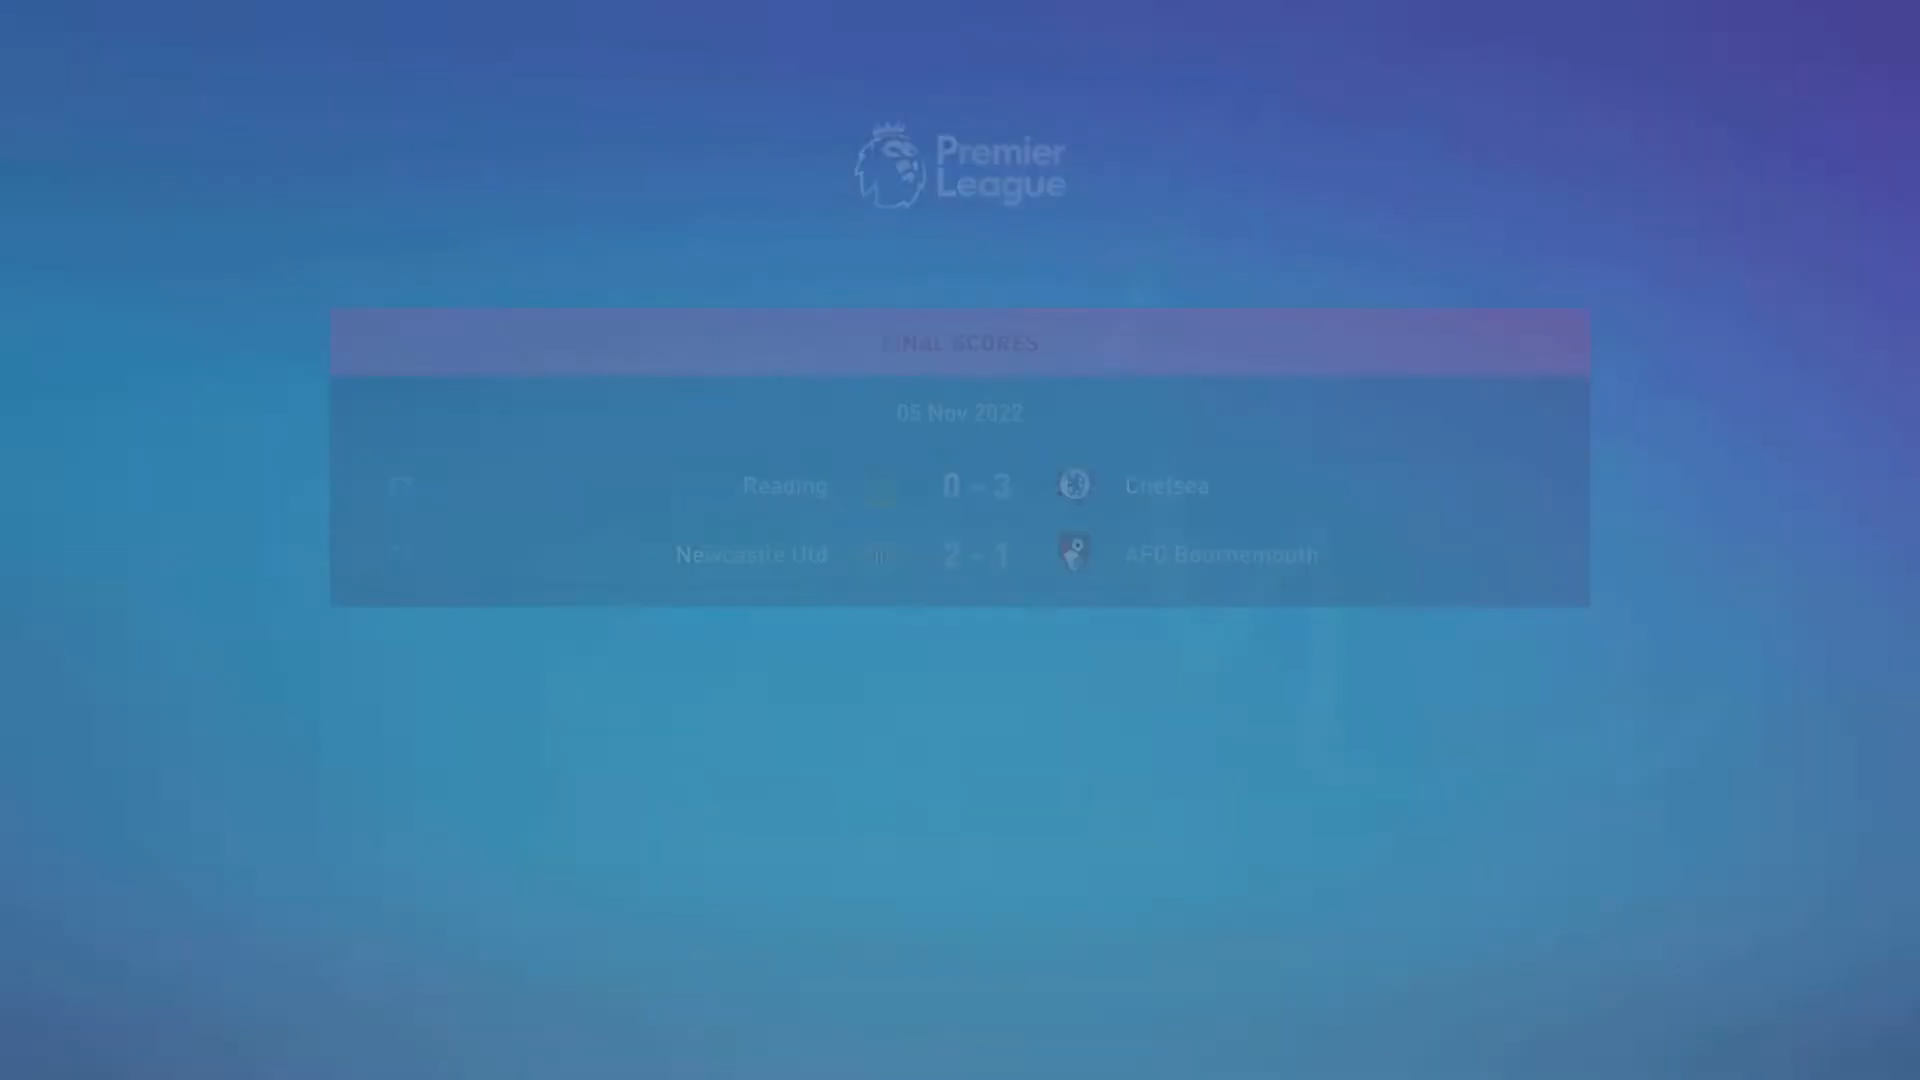 Premier
League
FINAL SCORES
05 Nov 2022
Reading 0 - 3 Chelsea
Newcastle Utd 2 - 1 AFC Bournemouth